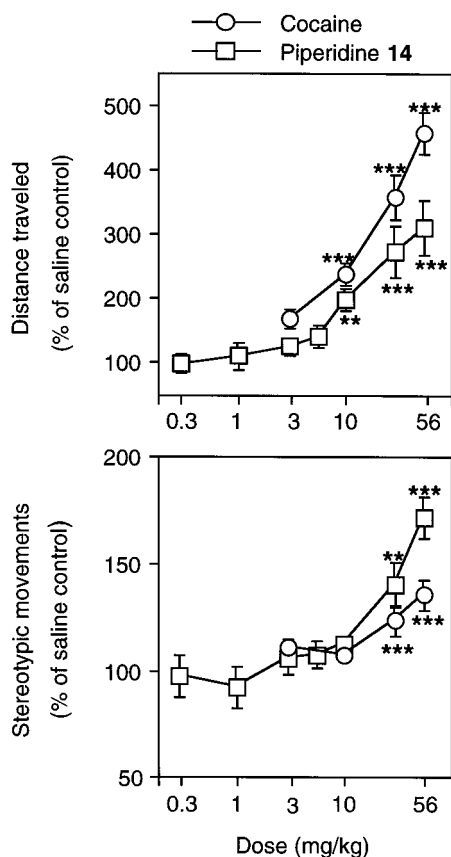 Cocaine
Piperidine 14
500
400
300
200
100
Distance traveled
(% of saline control)
***
***
***
**
***
***
0.3 1 3 10 56
200
150
100
50
Stereotypic movements
(% of saline control)
***
**
***
***
0.3 1 3 10 56
Dose (mg/kg)